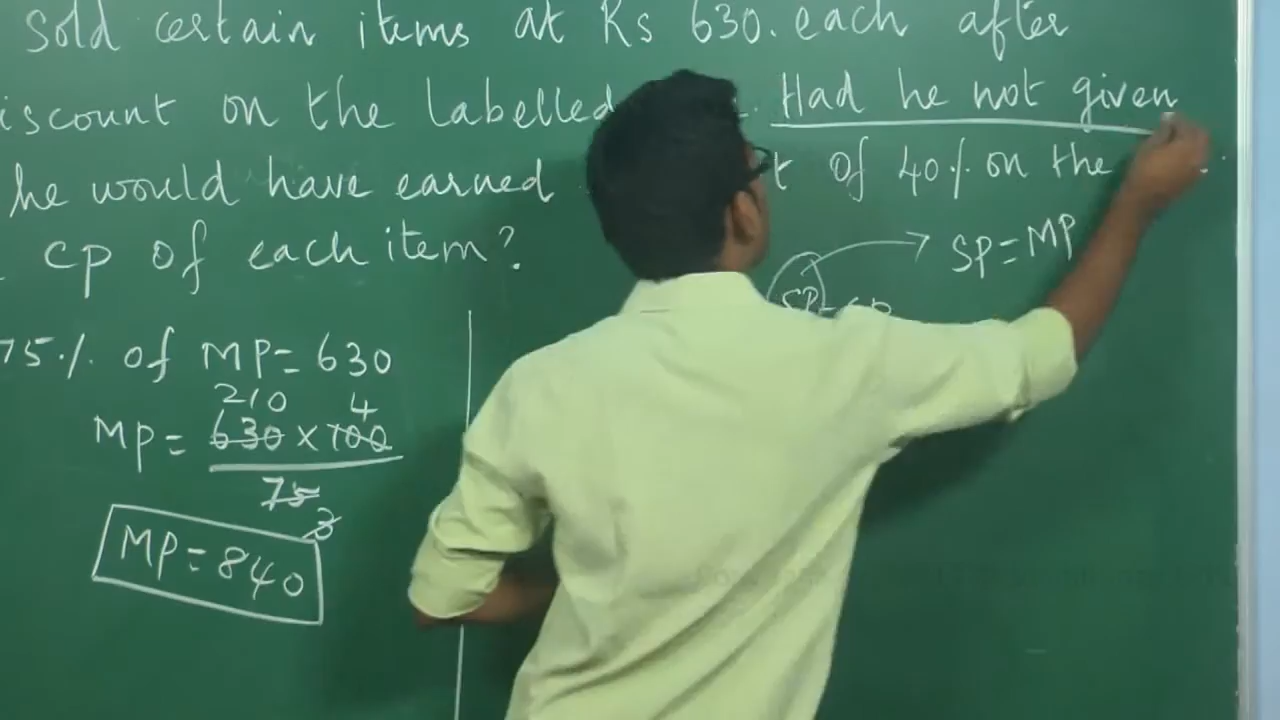 sold certain items at Rs 630. each after
iscount on the labelled . Had he not given
he would have earned t of 40% on the .
cp of each item?
SP=MP
75% of MP=630
210 4
MP= 630 x 100
75
3
MP=840